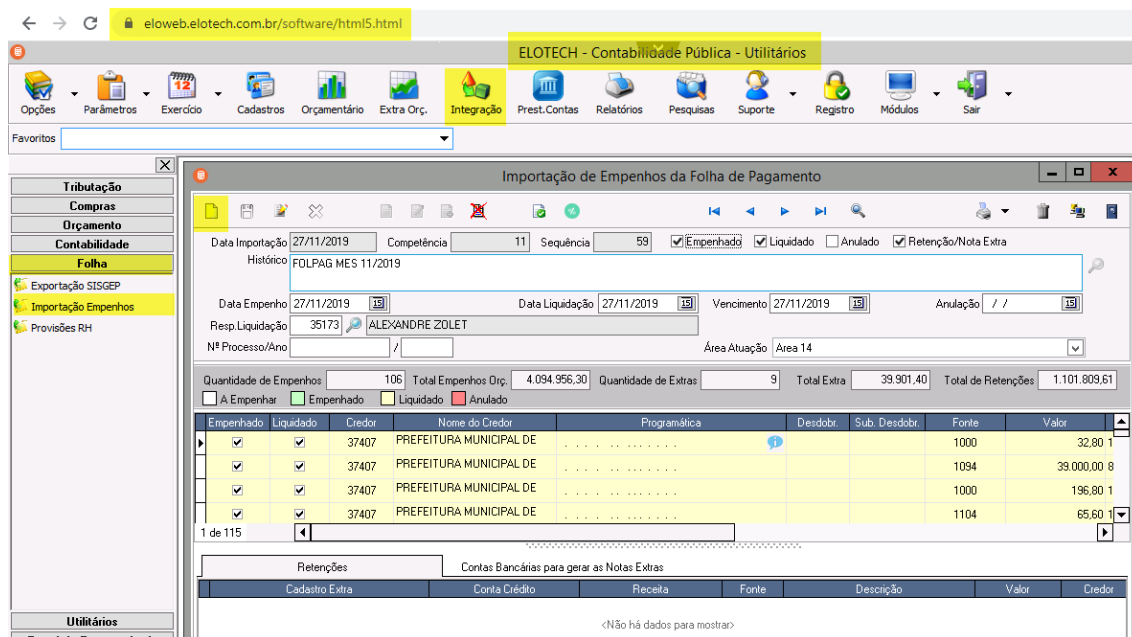 eloweb.elotech.com.br/software/html5.html
ELOTECH - Contabilidade Pública - Utilitários
Opções Parâmetros Exercício Cadastros Orçamentário Extra Orç. Integração Prest.Contas Relatórios Pesquisas Suporte Registro Módulos Sair
Favoritos
Tributação
Compras
Orçamento
Contabilidade
Folha
Exportação SISGEP
Importação Empenhos
Provisões RH
Utilitários
Importação de Empenhos da Folha de Pagamento
Data Importação 27/11/2019 Competência 11 Sequência 59 Empenhado Liquidado Anulado Retenção/Nota Extra
Histórico FOLPAG MES 11/2019
Data Empenho 27/11/2019 15 Data Liquidação 27/11/2019 15 Vencimento 27/11/2019 15 Anulação / / 15
Resp.Liquidação 35173 ALEXANDRE ZOLET
Nº Processo/Ano / Área Atuação Area 14
Quantidade de Empenhos 106 Total Empenhos Orç. 4.094.956,30 Quantidade de Extras 9 Total Extra 39.901,40 Total de Retenções 1.101.809,61
A Empenhar Empenhado Liquidado Anulado
Empenhado Liquidado Credor Nome do Credor Programática Desdobr. Sub. Desdobr. Fonte Valor
37407 PREFEITURA MUNICIPAL DE . . . . .. ... . . . . 1000 32,80 1
37407 PREFEITURA MUNICIPAL DE . . . . .. ... . . . . 1094 39.000,00 8
37407 PREFEITURA MUNICIPAL DE . . . . .. ... . . . . 1000 196,80 1
37407 PREFEITURA MUNICIPAL DE . . . . .. ... . . . . 1104 65,60 1
1 de 115
Retenções Contas Bancárias para gerar as Notas Extras
Cadastro Extra Conta Crédito Receita Fonte Descrição Valor Credor
<Não há dados para mostrar>